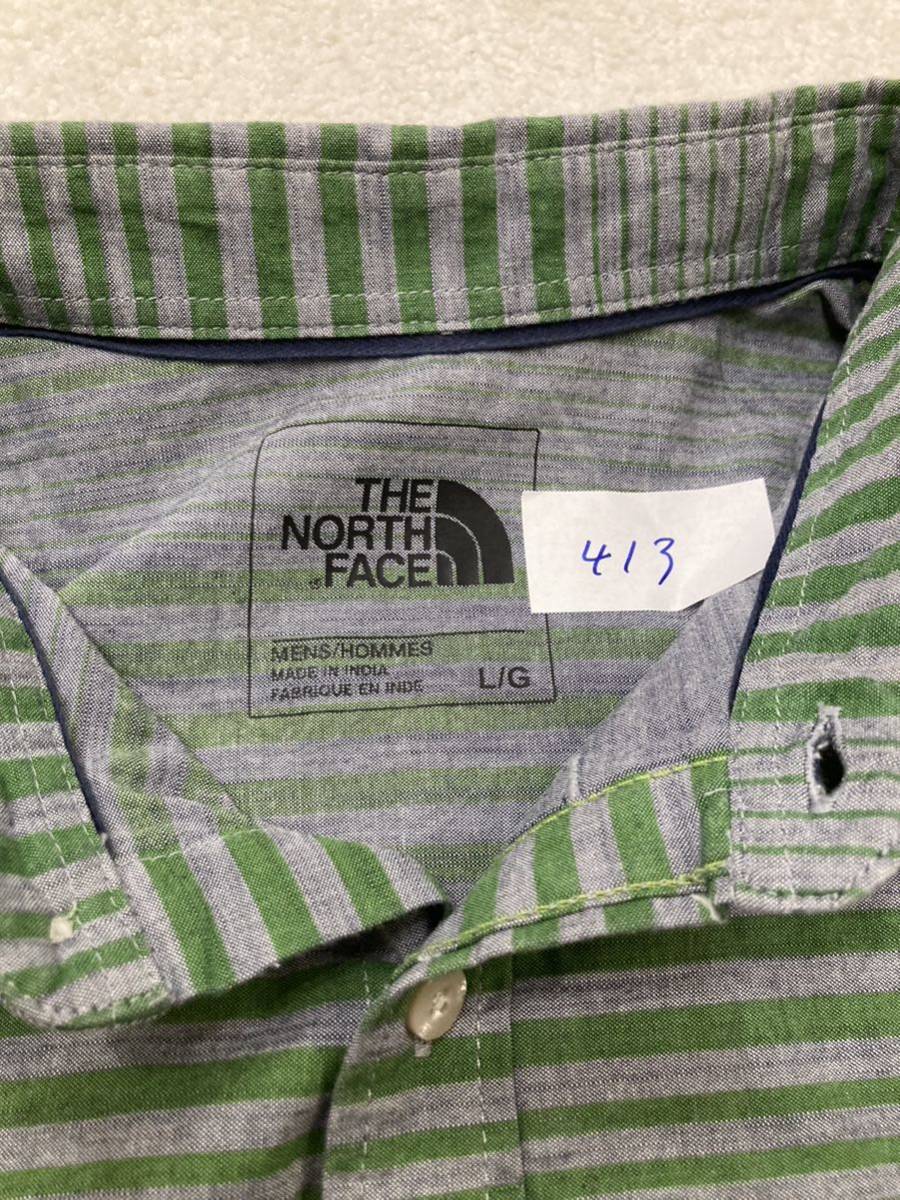 THE
NORTH
FACE
413
MENS/HOMMES
MADE IN INDIA
FABRIQUE EN INDE
L/G